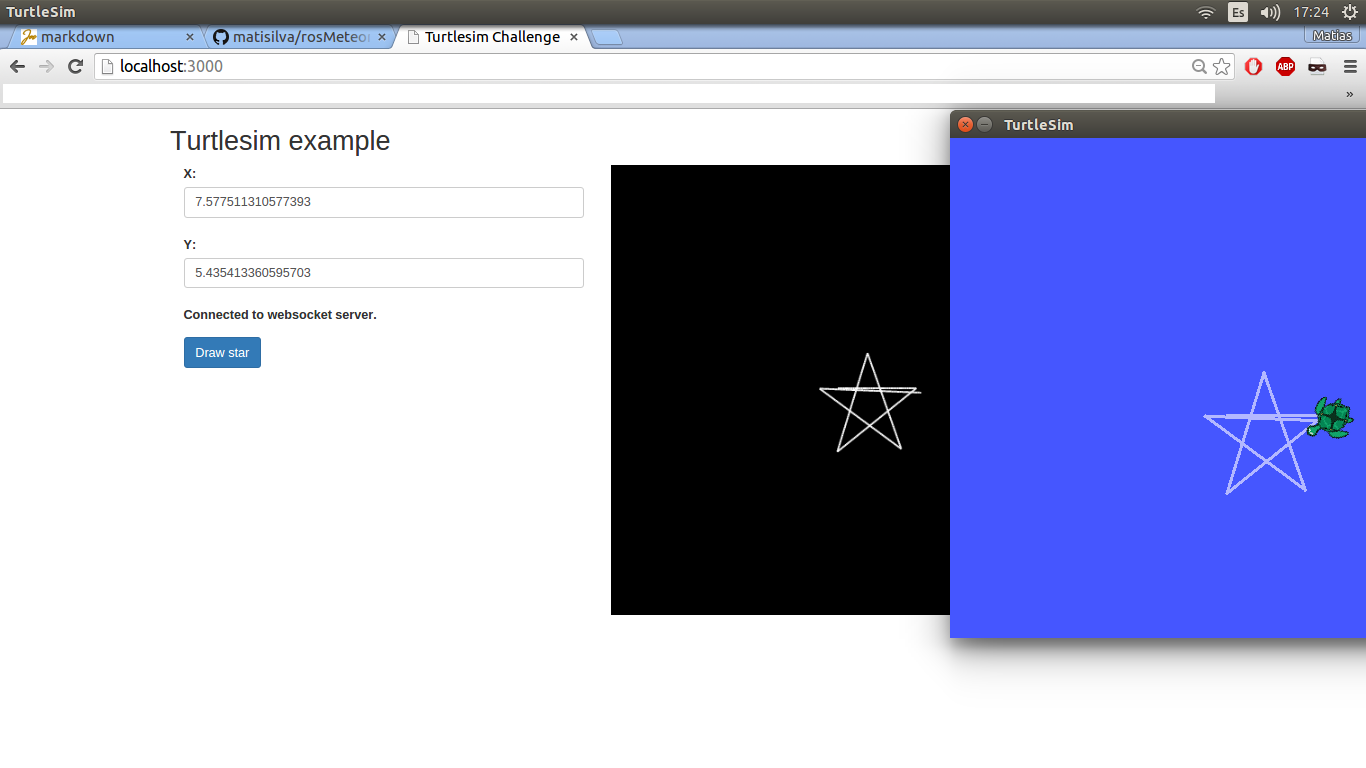 TurtleSim
Es
17:24
markdown
matisilva/rosMeteor
Turtlesim Challenge
Matias
localhost:3000
ABP
»
TurtleSim
Turtlesim example
X:
7.577511310577393
Y:
5.435413360595703
Connected to websocket server.
Draw star